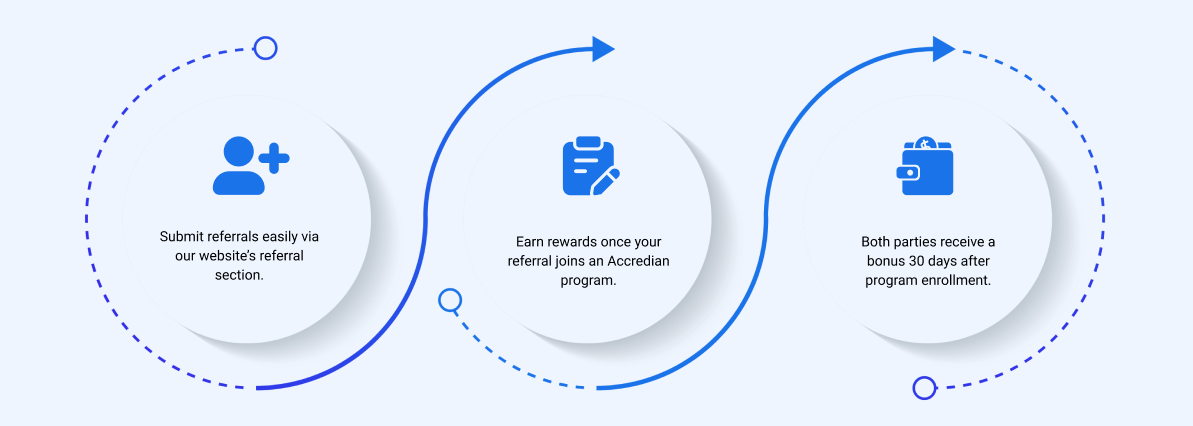 Submit referrals easily via
our website's referral
section.
Earn rewards once your
referral joins an Accredian
program.
Both parties receive a
bonus 30 days after
program enrollment.